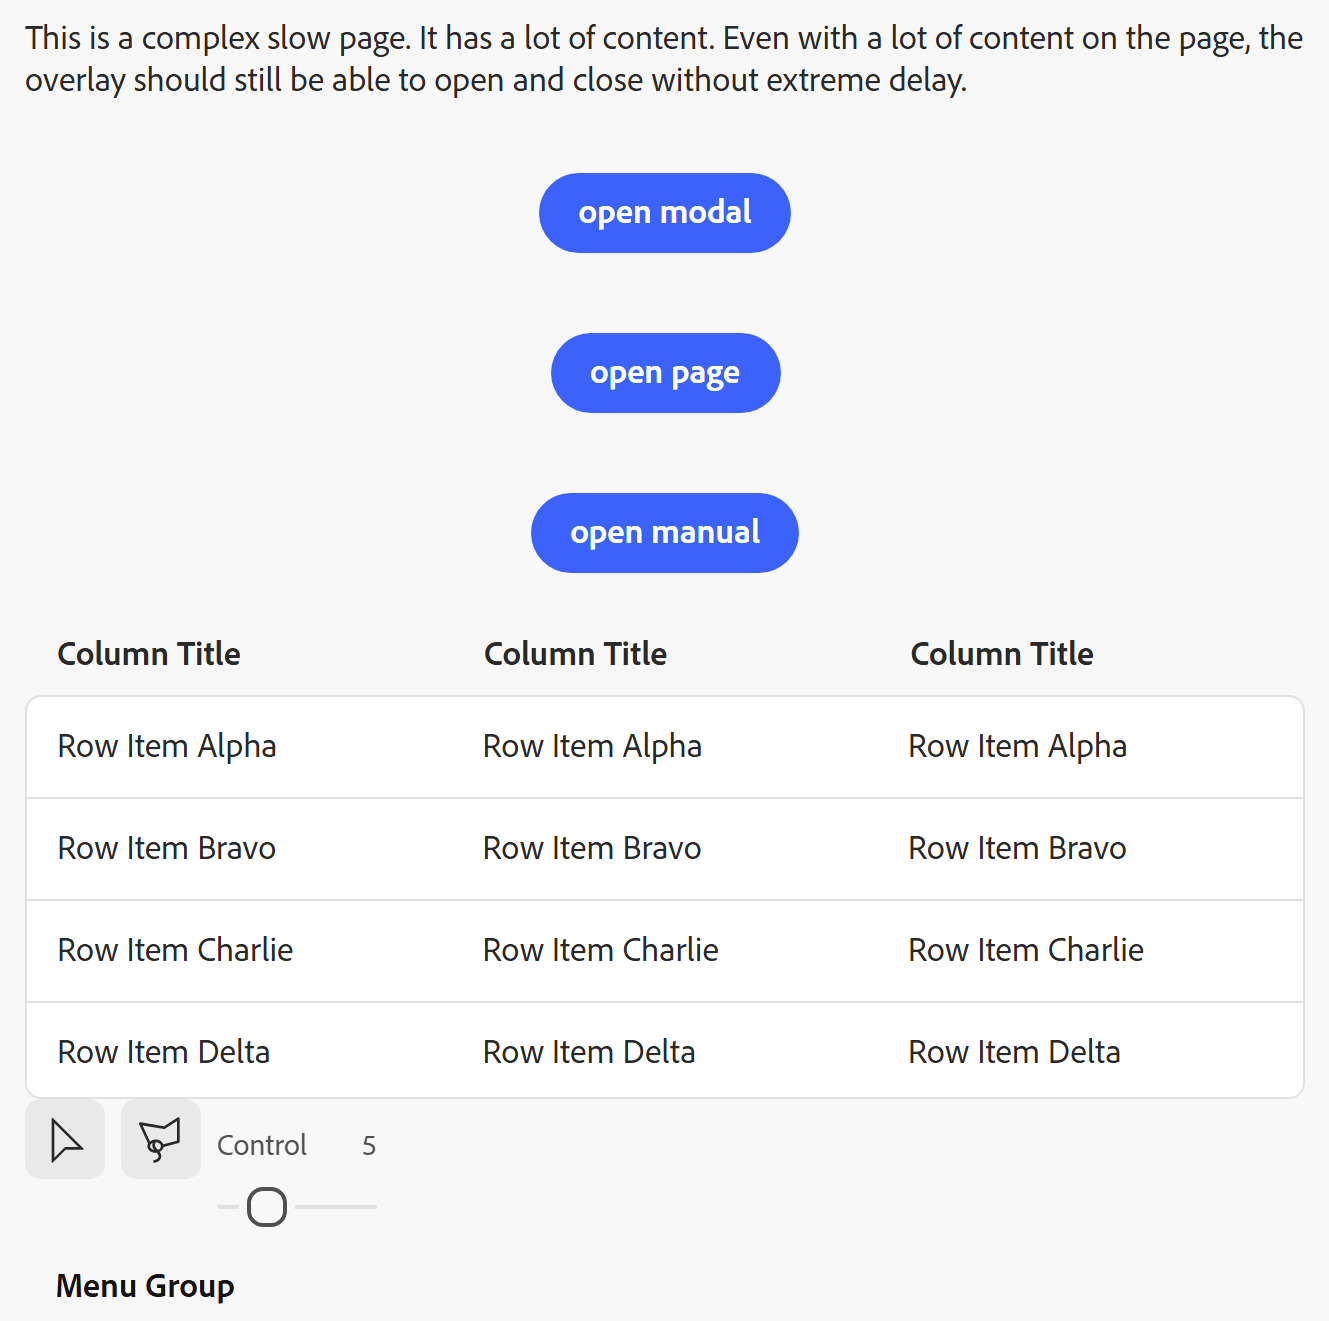 This is a complex slow page. It has a lot of content. Even with a lot of content on the page, the
overlay should still be able to open and close without extreme delay.
open modal
open page
open manual
Column Title Column Title Column Title
Row Item Alpha Row Item Alpha Row Item Alpha
Row Item Bravo Row Item Bravo Row Item Bravo
Row Item Charlie Row Item Charlie Row Item Charlie
Row Item Delta Row Item Delta Row Item Delta
Control 5
Menu Group